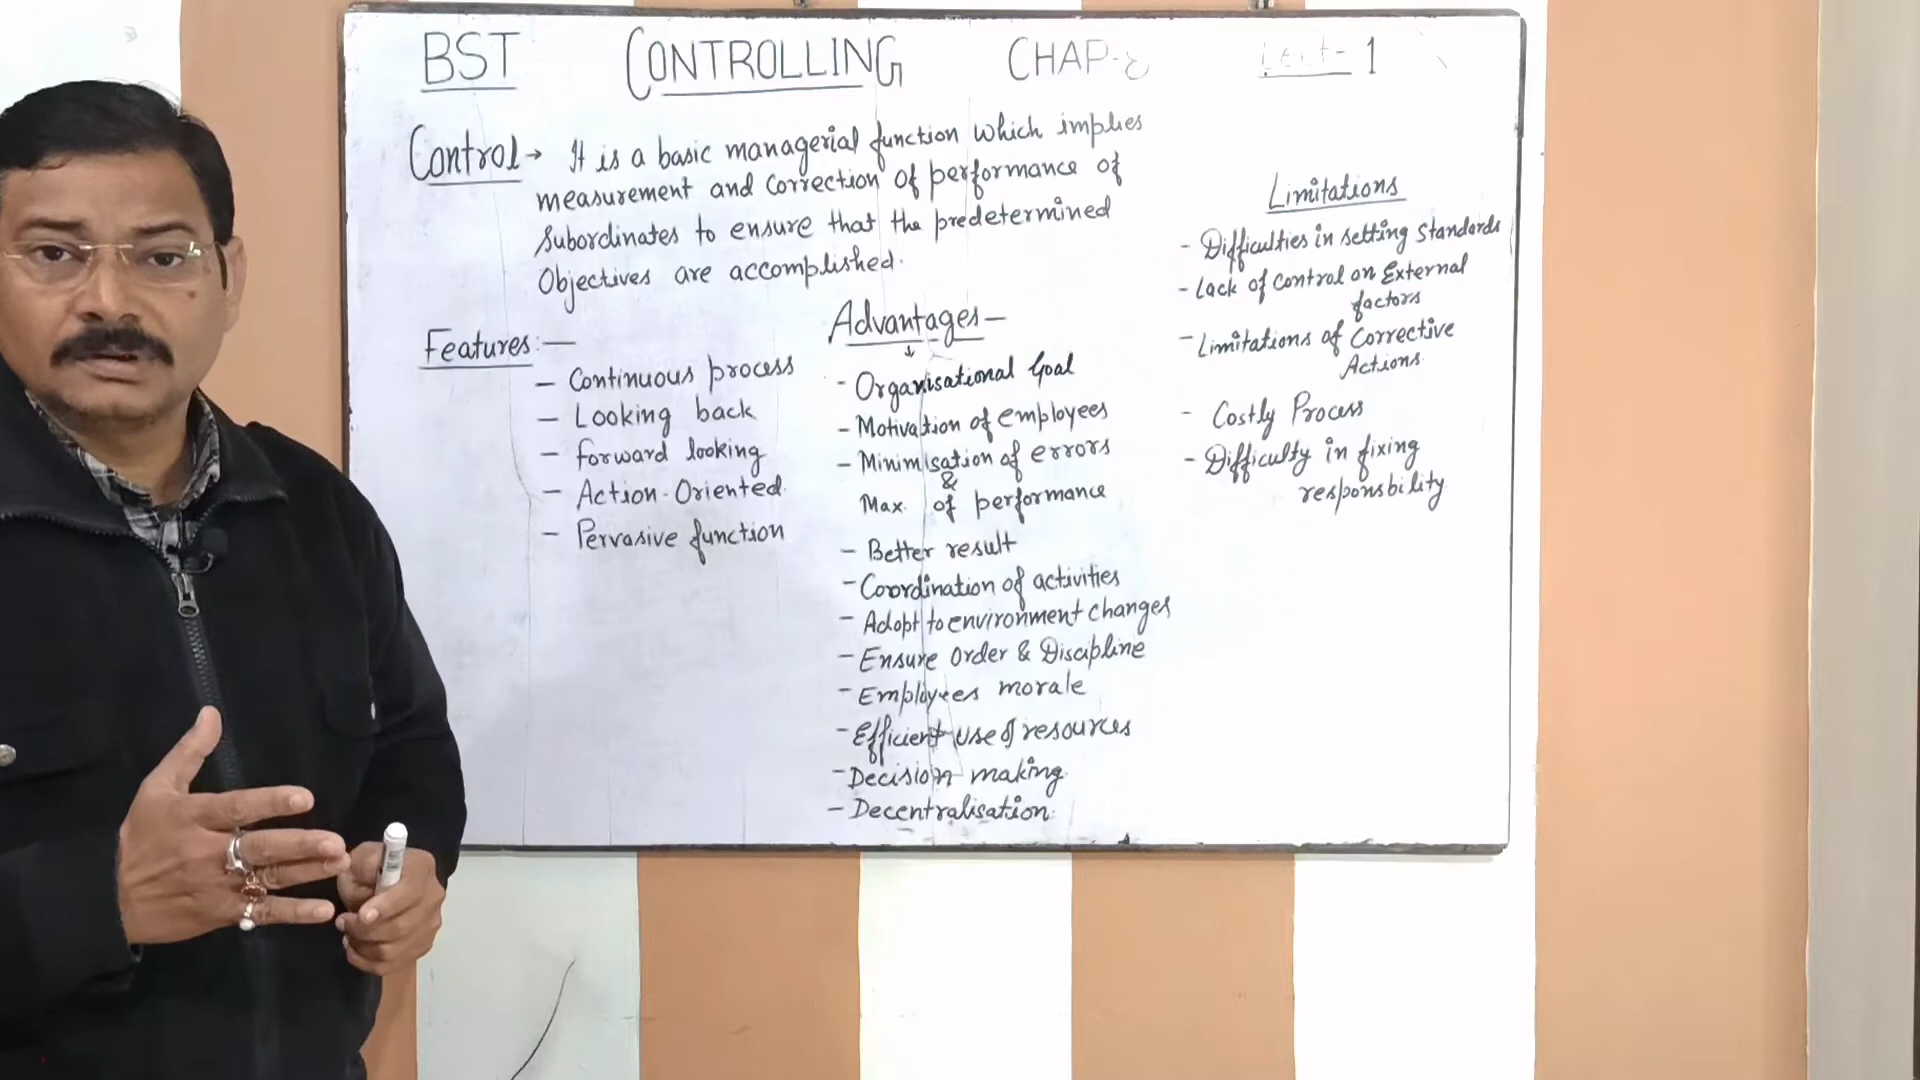 BST CONTROLLING CHAP-8 Lect-1
Control → It is a basic managerial function which implies
measurement and correction of performance of
Subordinates to ensure that the predetermined
Objectives are accomplished.
Features:—
— Continuous process
— Looking back
— forward looking
— Action-Oriented
— Pervasive function
Advantages—
- Organisational Goal
- Motivation of employees
- Minimisation of errors
&
Max. of performance
- Better result
- Coordination of activities
- Adopt to environment changes
- Ensure Order & Discipline
- Employees morale
- Efficient use of resources
- Decision making
- Decentralisation.
Limitations
- Difficulties in setting Standards
- Lack of Control on External
factors
- Limitations of Corrective
Actions.
- Costly Process
- Difficulty in fixing
responsbility